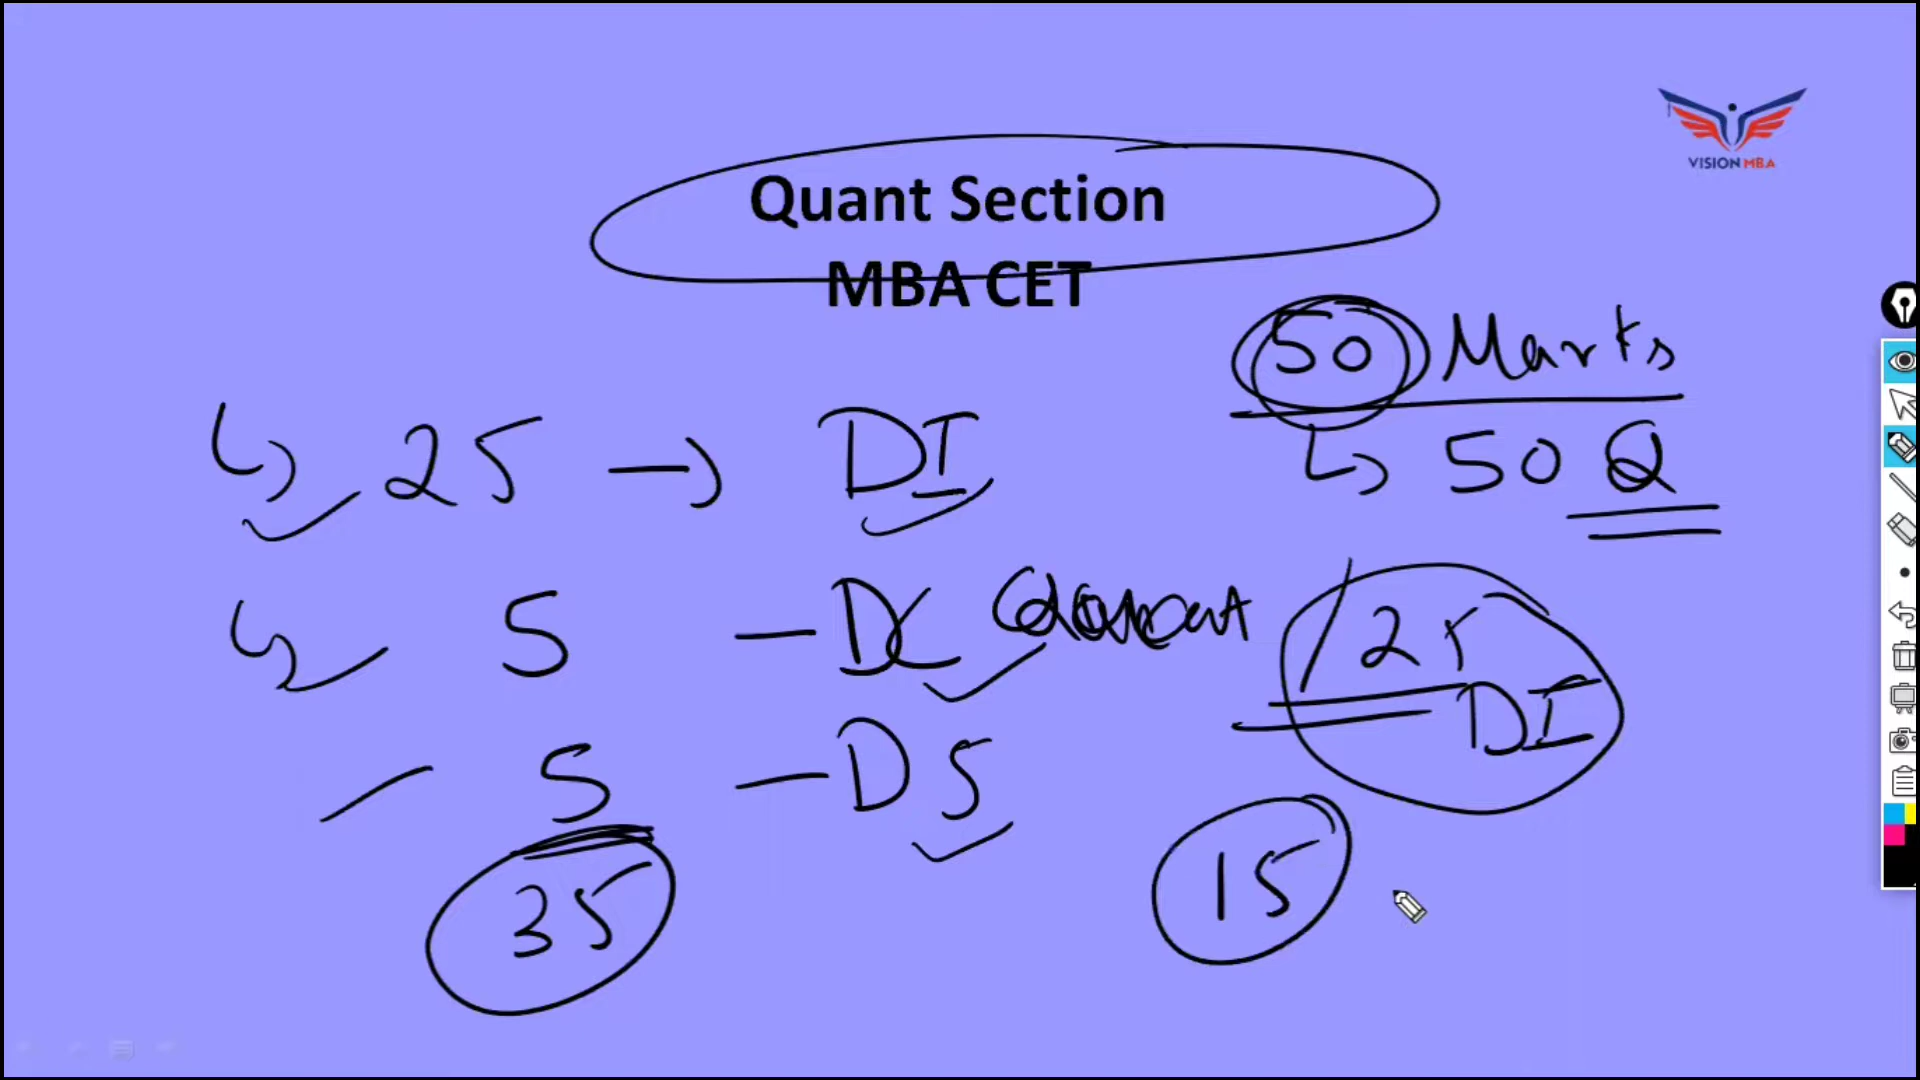 VISION MBA
Quant Section
MBA CET
50 Marks
↳ 50 Q
↳ 25 → DI
↳ 5 - DC
- 5 - DS
25
DI
35
15